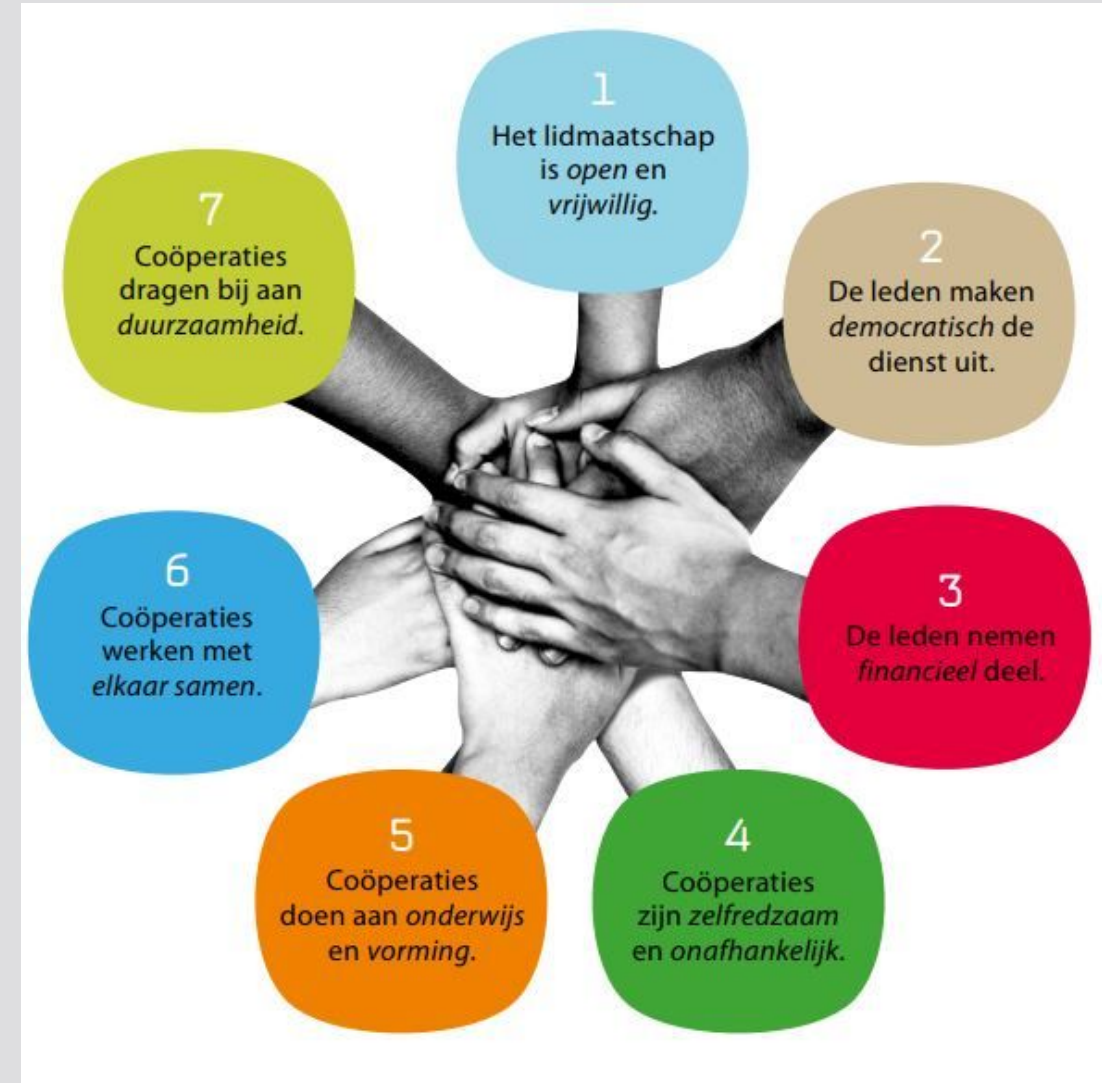 1
Het lidmaatschap
is open en
vrijwillig.
2
De leden maken
democratisch de
dienst uit.
3
De leden nemen
financieel deel.
4
Coöperaties
zijn zelfredzaam
en onafhankelijk.
5
Coöperaties
doen aan onderwijs
en vorming.
6
Coöperaties
werken met
elkaar samen.
7
Coöperaties
dragen bij aan
duurzaamheid.